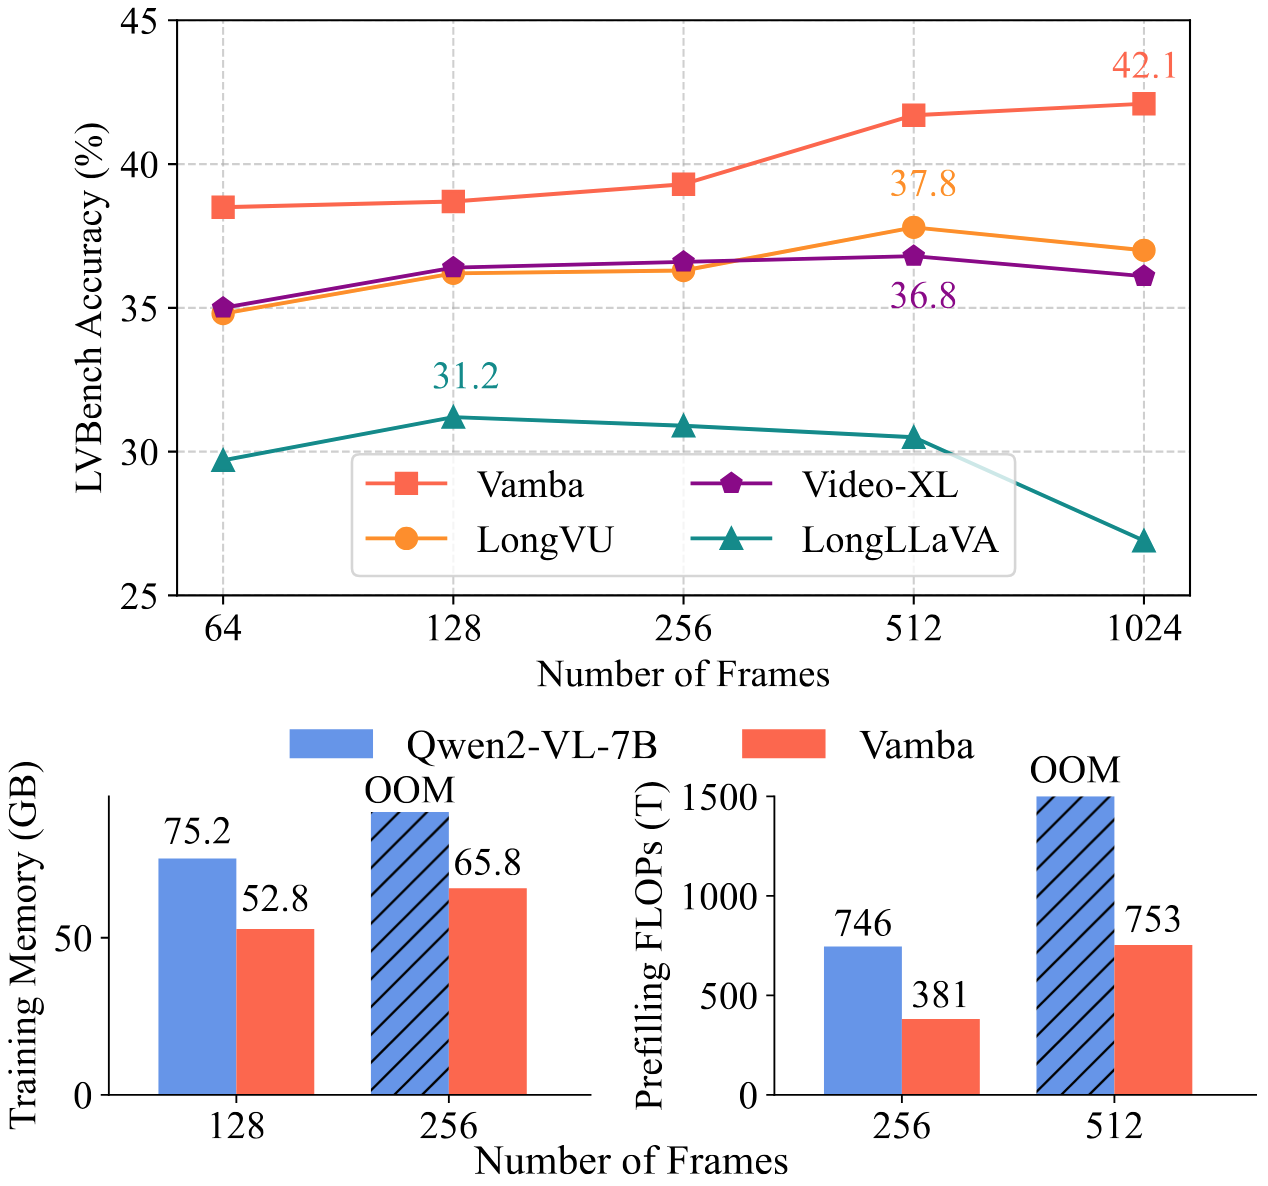 45
42.1
40
37.8
36.8
35
31.2
30
25
LVBench Accuracy (%)
Vamba
Video-XL
LongVU
LongLLaVA
64 128 256 512 1024
Number of Frames
Qwen2-VL-7B
Vamba
Training Memory (GB)
OOM
75.2
65.8
52.8
50
0
128 256
Prefilling FLOPs (T)
OOM
1500
1000
746
753
500
381
0
256 512
Number of Frames